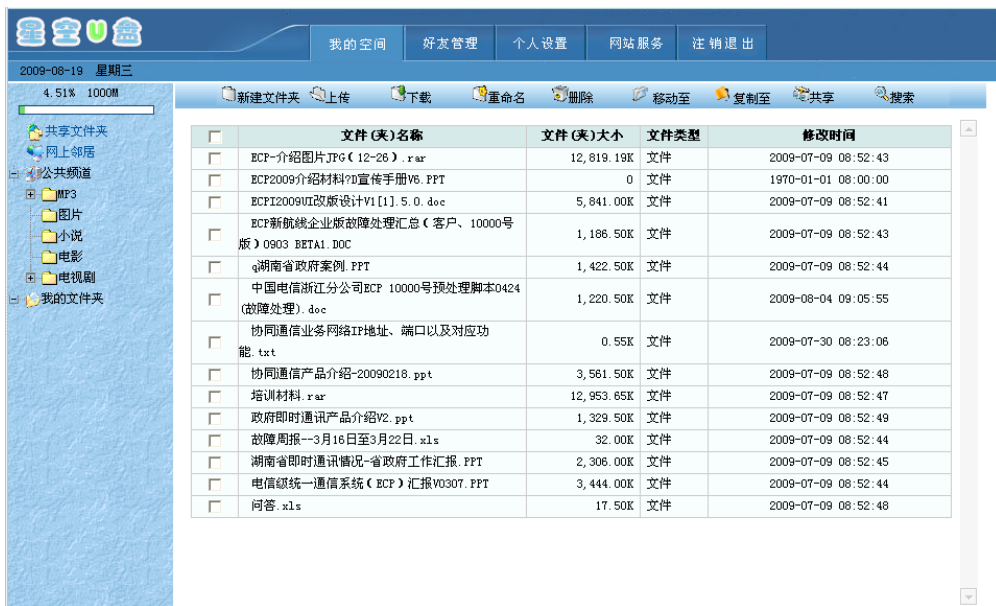 星空U盘
我的空间 好友管理 个人设置 网站服务 注销退出
2009-08-19 星期三
4.51% 1000M
新建文件夹 上传 下载 重命名 删除 移动至 复制至 共享 搜索
共享文件夹
网上邻居
公共频道
MP3
图片
小说
电影
电视剧
我的文件夹
文件(夹)名称 文件(夹)大小 文件类型 修改时间
ECP-介绍图片JPG(12-26).rar 12,819.19K 文件 2009-07-09 08:52:43
ECP2009介绍材料?D宣传手册V6.PPT 0 文件 1970-01-01 08:00:00
ECPI2009UI改版设计V1[1].5.0.doc 5,841.00K 文件 2009-07-09 08:52:41
ECP新航线企业版故障处理汇总(客户、10000号
版)0903 BETA1.DOC 1,186.50K 文件 2009-07-09 08:52:43
q湖南省政府案例.PPT 1,422.50K 文件 2009-07-09 08:52:44
中国电信浙江分公司ECP 10000号预处理脚本0424
(故障处理).doc 1,220.50K 文件 2009-08-04 09:05:55
协同通信业务网络IP地址、端口以及对应功
能.txt 0.55K 文件 2009-07-30 08:23:06
协同通信产品介绍-20090218.ppt 3,561.50K 文件 2009-07-09 08:52:48
培训材料.rar 12,953.65K 文件 2009-07-09 08:52:47
政府即时通讯产品介绍V2.ppt 1,329.50K 文件 2009-07-09 08:52:49
故障周报--3月16日至3月22日.xls 32.00K 文件 2009-07-09 08:52:44
湖南省即时通讯情况-省政府工作汇报.PPT 2,306.00K 文件 2009-07-09 08:52:45
电信级统一通信系统(ECP)汇报V0307.PPT 3,444.00K 文件 2009-07-09 08:52:44
问答.xls 17.50K 文件 2009-07-09 08:52:48